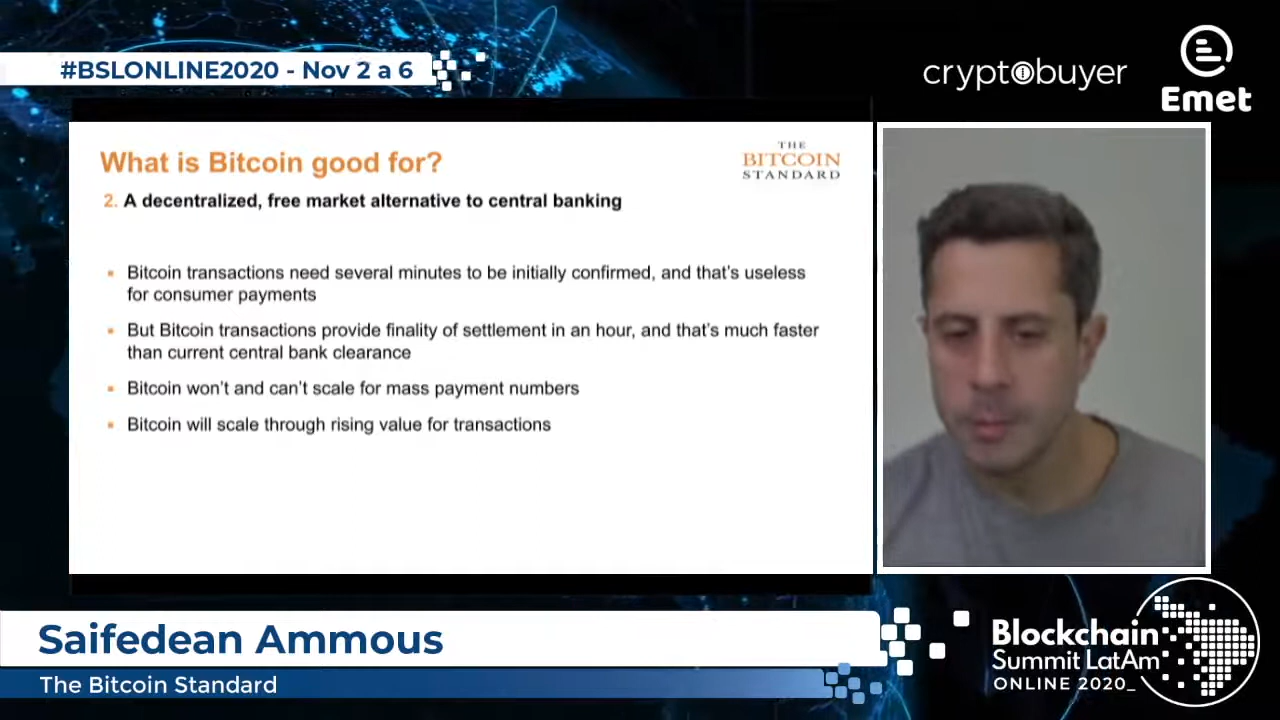 #BSLONLINE2020 - Nov 2 a 6
cryptobuyer
Emet
What is Bitcoin good for?
THE
BITCOIN
STANDARD
2. A decentralized, free market alternative to central banking
▪ Bitcoin transactions need several minutes to be initially confirmed, and that's useless
for consumer payments
▪ But Bitcoin transactions provide finality of settlement in an hour, and that's much faster
than current central bank clearance
▪ Bitcoin won't and can't scale for mass payment numbers
▪ Bitcoin will scale through rising value for transactions
Saifedean Ammous
The Bitcoin Standard
Blockchain
Summit LatAm
ONLINE 2020_